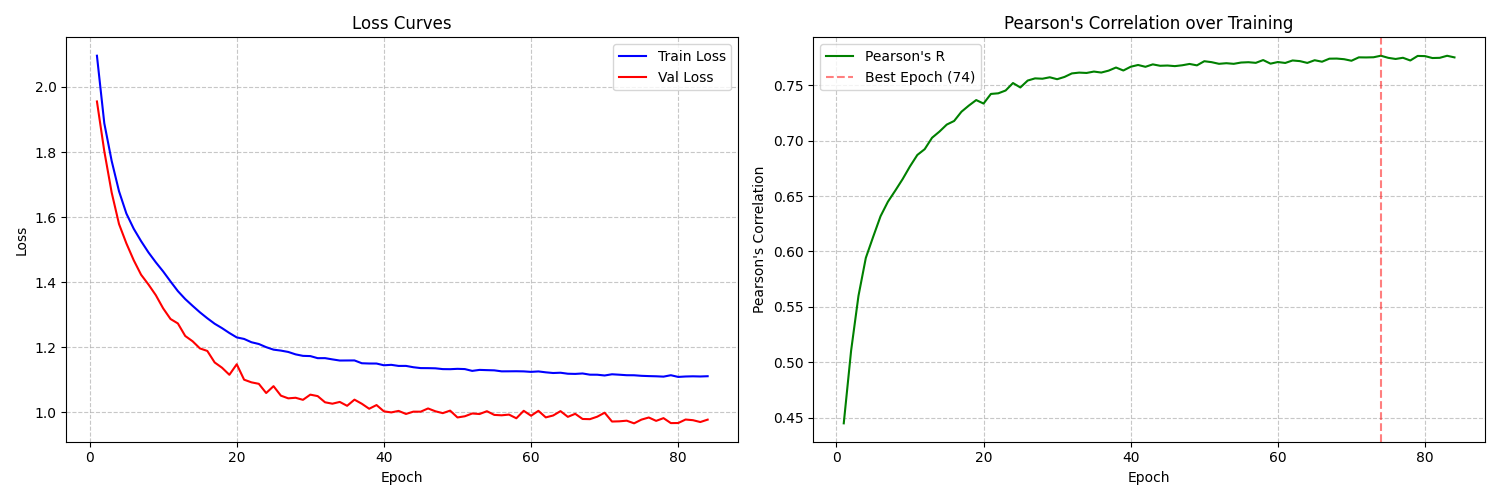 Loss Curves
Train Loss
Val Loss
2.0
1.8
1.6
1.4
1.2
1.0
Loss
0
20
40
60
80
Epoch
Pearson's Correlation over Training
Pearson's R
Best Epoch (74)
0.75
0.70
0.65
0.60
0.55
0.50
0.45
Pearson's Correlation
0
20
40
60
80
Epoch